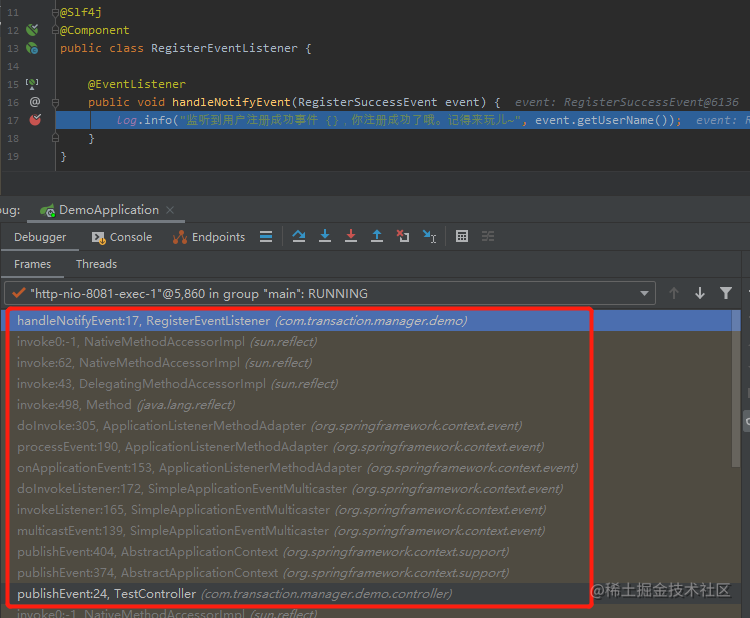 11 @Slf4j
12 @Component
13 public class RegisterEventListener {
14
15 @EventListener
16 @ public void handleNotifyEvent(RegisterSuccessEvent event) { event: RegisterSuccessEvent@6136
17 log.info("监听到用户注册成功事件 {}，你注册成功了哦。记得来玩儿~", event.getUserName()); event: R
18 }
19 }
bug: DemoApplication
Debugger Console Endpoints
Frames Threads
"http-nio-8081-exec-1"@5,860 in group "main": RUNNING
handleNotifyEvent:17, RegisterEventListener (com.transaction.manager.demo)
invoke0:-1, NativeMethodAccessorImpl (sun.reflect)
invoke:62, NativeMethodAccessorImpl (sun.reflect)
invoke:43, DelegatingMethodAccessorImpl (sun.reflect)
invoke:498, Method (java.lang.reflect)
doInvoke:305, ApplicationListenerMethodAdapter (org.springframework.context.event)
processEvent:190, ApplicationListenerMethodAdapter (org.springframework.context.event)
onApplicationEvent:153, ApplicationListenerMethodAdapter (org.springframework.context.event)
doInvokeListener:172, SimpleApplicationEventMulticaster (org.springframework.context.event)
invokeListener:165, SimpleApplicationEventMulticaster (org.springframework.context.event)
multicastEvent:139, SimpleApplicationEventMulticaster (org.springframework.context.event)
publishEvent:404, AbstractApplicationContext (org.springframework.context.support)
publishEvent:374, AbstractApplicationContext (org.springframework.context.support)
publishEvent:24, TestController (com.transaction.manager.demo.controller)
@稀土掘金技术社区
invoke0:-1, NativeMethodAccessorImpl (sun.reflect)